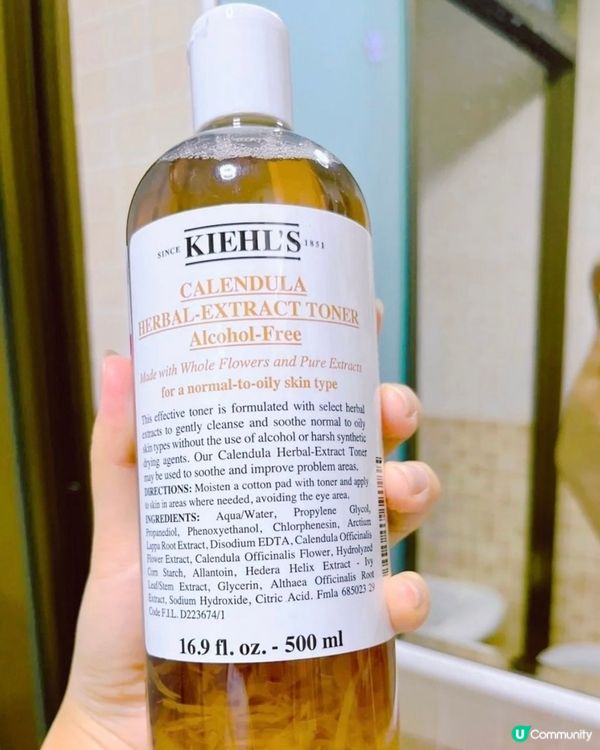 SINCE KIEHL'S 1851
CALENDULA
HERBAL-EXTRACT TONER
Alcohol-Free
Made with Whole Flowers and Pure Extracts
for a normal-to-oily skin type
This effective toner is formulated with select herbal
extracts to gently cleanse and soothe normal to oily
skin types without the use of alcohol or harsh synthetic
drying agents. Our Calendula Herbal-Extract Toner
may be used to soothe and improve problem areas.
DIRECTIONS: Moisten a cotton pad with toner and apply
to skin in areas where needed, avoiding the eye area.
INGREDIENTS: Aqua/Water, Propylene Glycol,
Propanediol, Phenoxyethanol, Chlorphenesin, Arctium
Lappa Root Extract, Disodium EDTA, Calendula Officinalis
Flower Extract, Calendula Officinalis Flower, Hydrolyzed
Corn Starch, Allantoin, Hedera Helix Extract - Ivy
Leaf/Stem Extract, Glycerin, Althaea Officinalis Root
Extract, Sodium Hydroxide, Citric Acid. Fmla 685023 29
Code F.I.L. D223674/1
16.9 fl. oz. - 500 ml
U Community